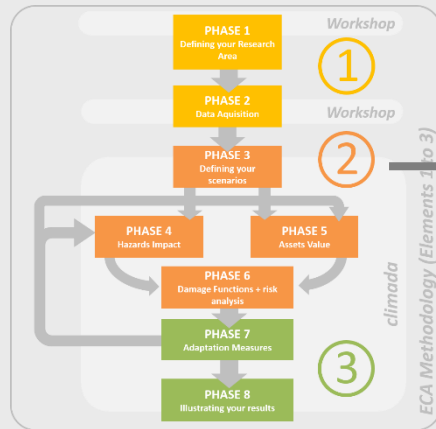 PHASE 1
Defining your Research
Area
Workshop
1
PHASE 2
Data Aquisition
Workshop
PHASE 3
Defining your
scenarios
2
PHASE 4
Hazards Impact
PHASE 5
Assets Value
PHASE 6
Damage Functions + risk
analysis
PHASE 7
Adaptation Measures
PHASE 8
Illustrating your results
3
climada
ECA Methodology (Elements 1 to 3)